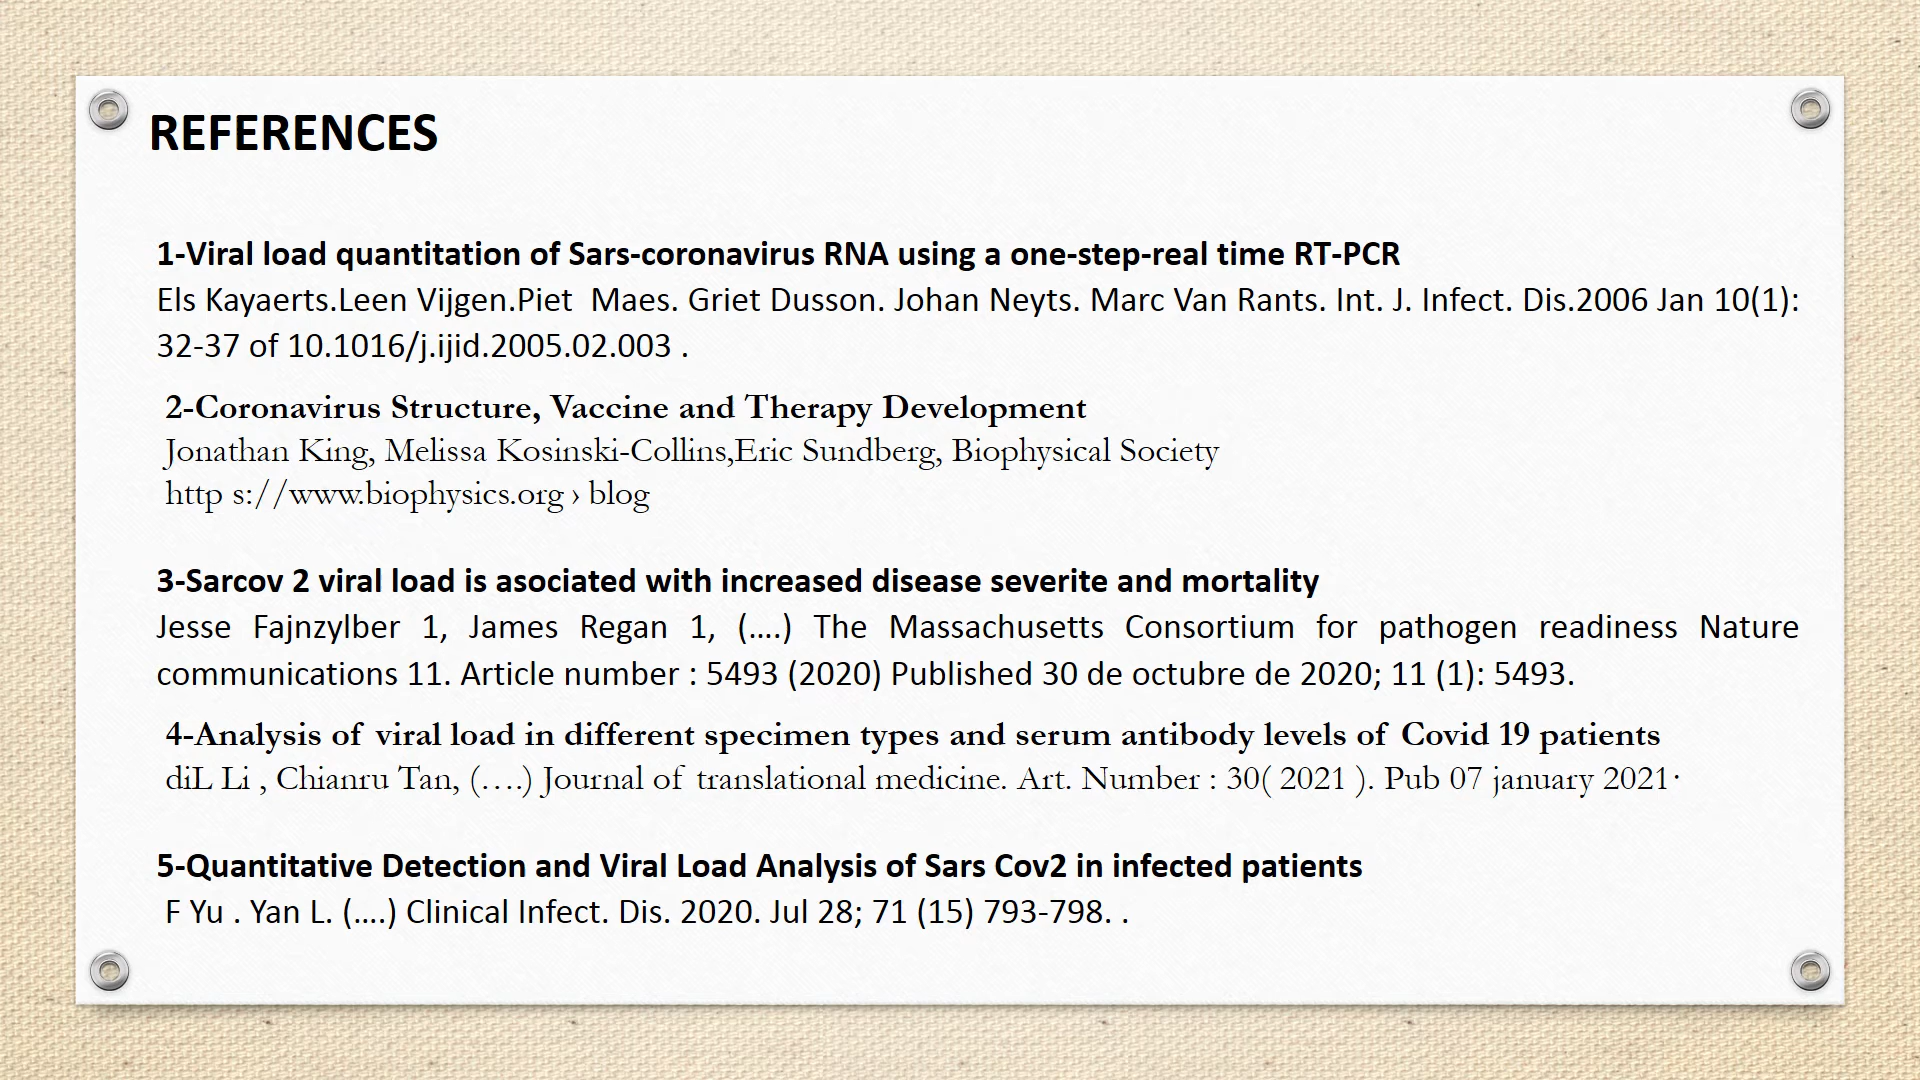 REFERENCES
1-Viral load quantitation of Sars-coronavirus RNA using a one-step-real time RT-PCR
Els Kayaerts.Leen Vijgen.Piet Maes. Griet Dusson. Johan Neyts. Marc Van Rants. Int. J. Infect. Dis.2006 Jan 10(1):
32-37 of 10.1016/j.ijid.2005.02.003 .
2-Coronavirus Structure, Vaccine and Therapy Development
Jonathan King, Melissa Kosinski-Collins,Eric Sundberg, Biophysical Society
http s://www.biophysics.org › blog
3-Sarcov 2 viral load is asociated with increased disease severite and mortality
Jesse Fajnzylber 1, James Regan 1, (....) The Massachusetts Consortium for pathogen readiness Nature
communications 11. Article number : 5493 (2020) Published 30 de octubre de 2020; 11 (1): 5493.
4-Analysis of viral load in different specimen types and serum antibody levels of Covid 19 patients
diL Li , Chianru Tan, (….) Journal of translational medicine. Art. Number : 30( 2021 ). Pub 07 january 2021·
5-Quantitative Detection and Viral Load Analysis of Sars Cov2 in infected patients
F Yu . Yan L. (....) Clinical Infect. Dis. 2020. Jul 28; 71 (15) 793-798. .